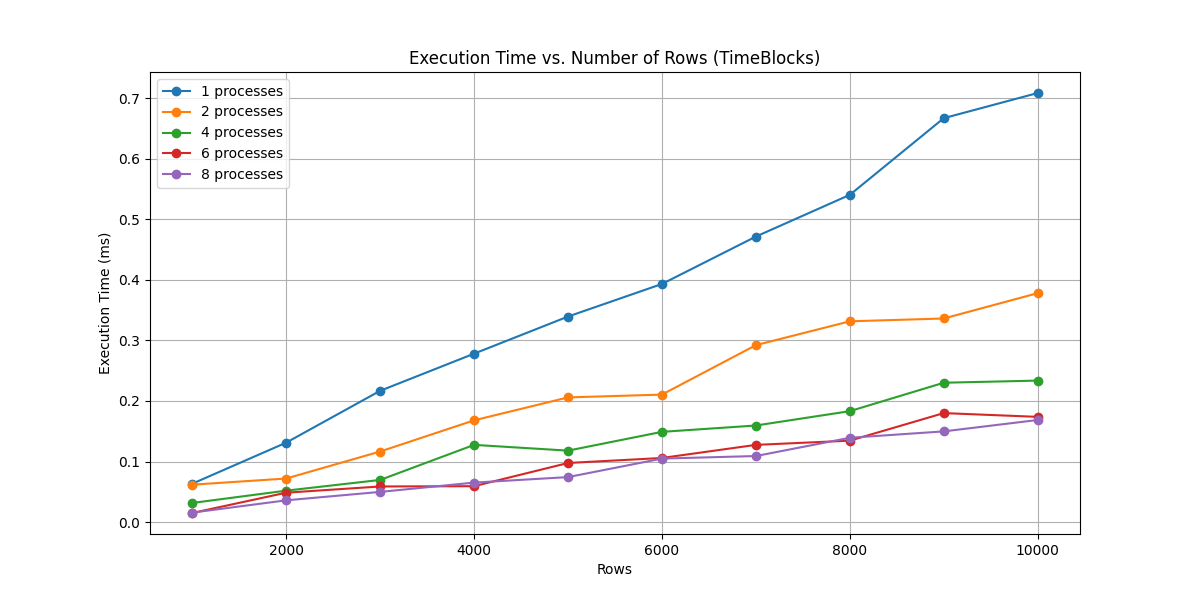 Execution Time vs. Number of Rows (TimeBlocks)
1 processes
2 processes
4 processes
6 processes
8 processes
Execution Time (ms)
0.7
0.6
0.5
0.4
0.3
0.2
0.1
0.0
2000 4000 6000 8000 10000
Rows